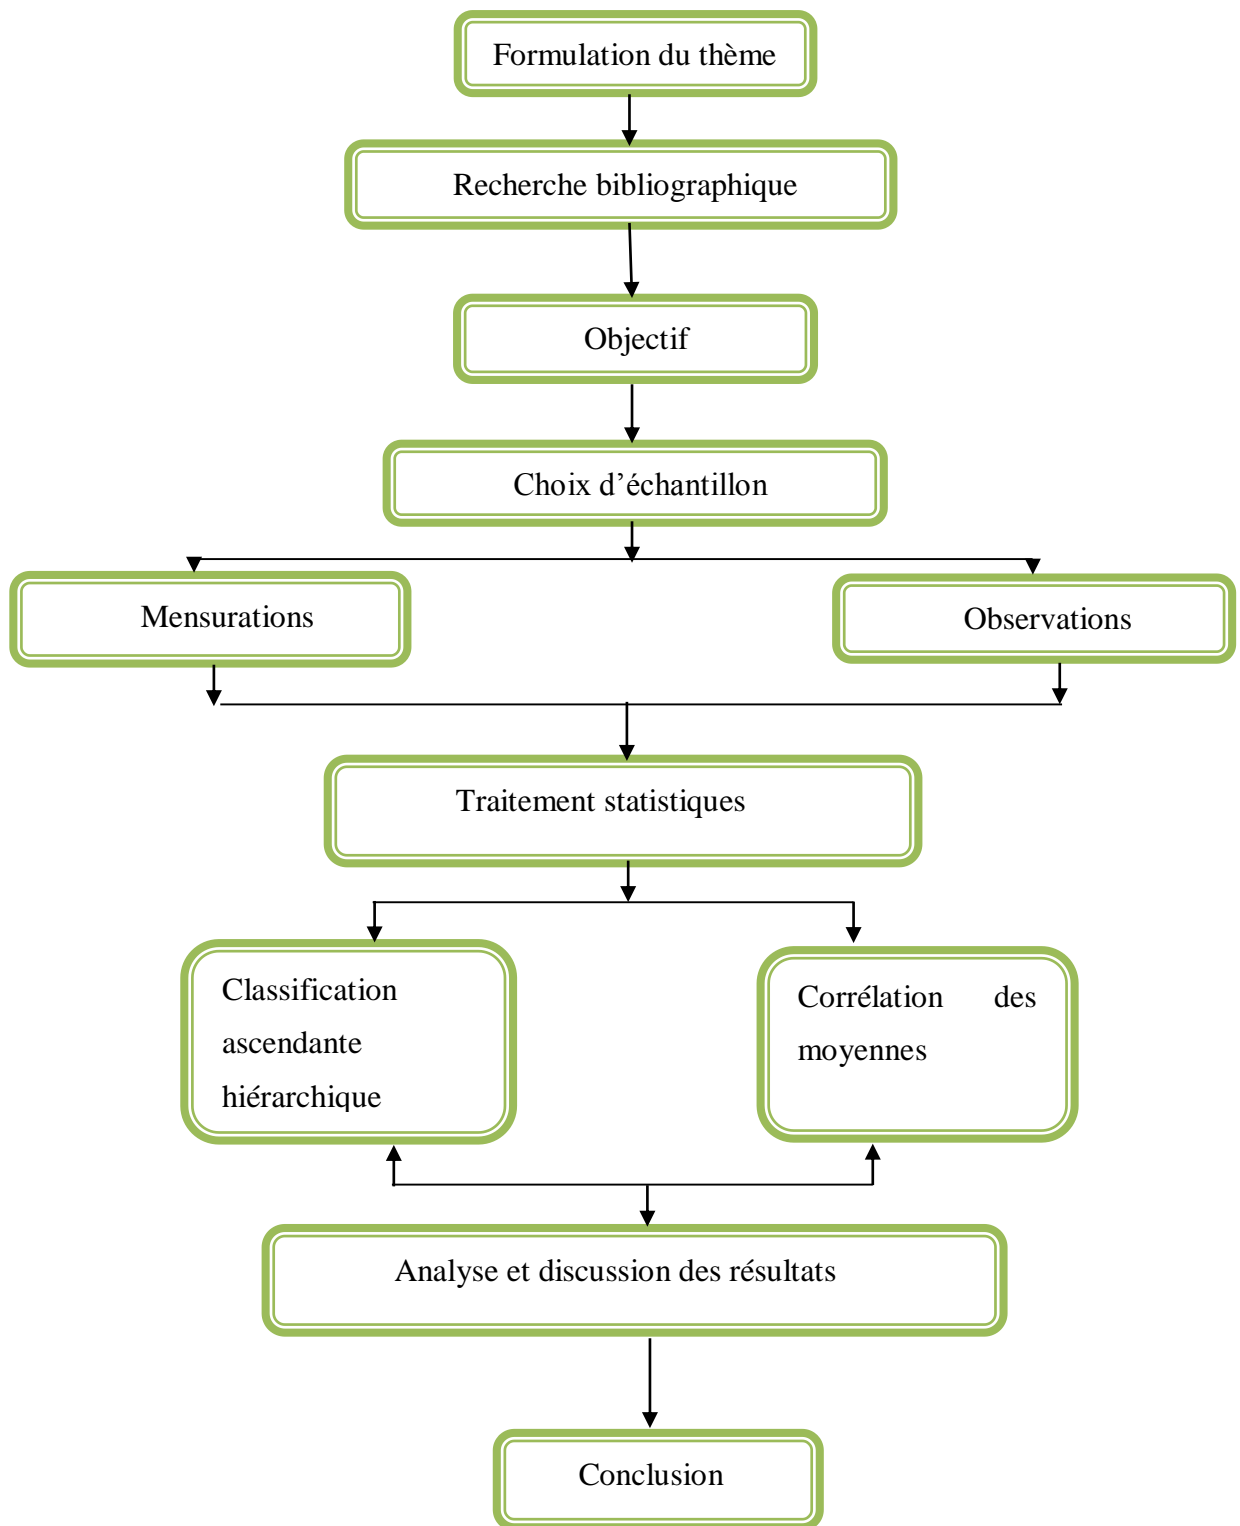 Formulation du thème
Recherche bibliographique
Objectif
Choix d’échantillon
Mensurations
Observations
Traitement statistiques
Classification
ascendante
hiérarchique
Corrélation des
moyennes
Analyse et discussion des résultats
Conclusion